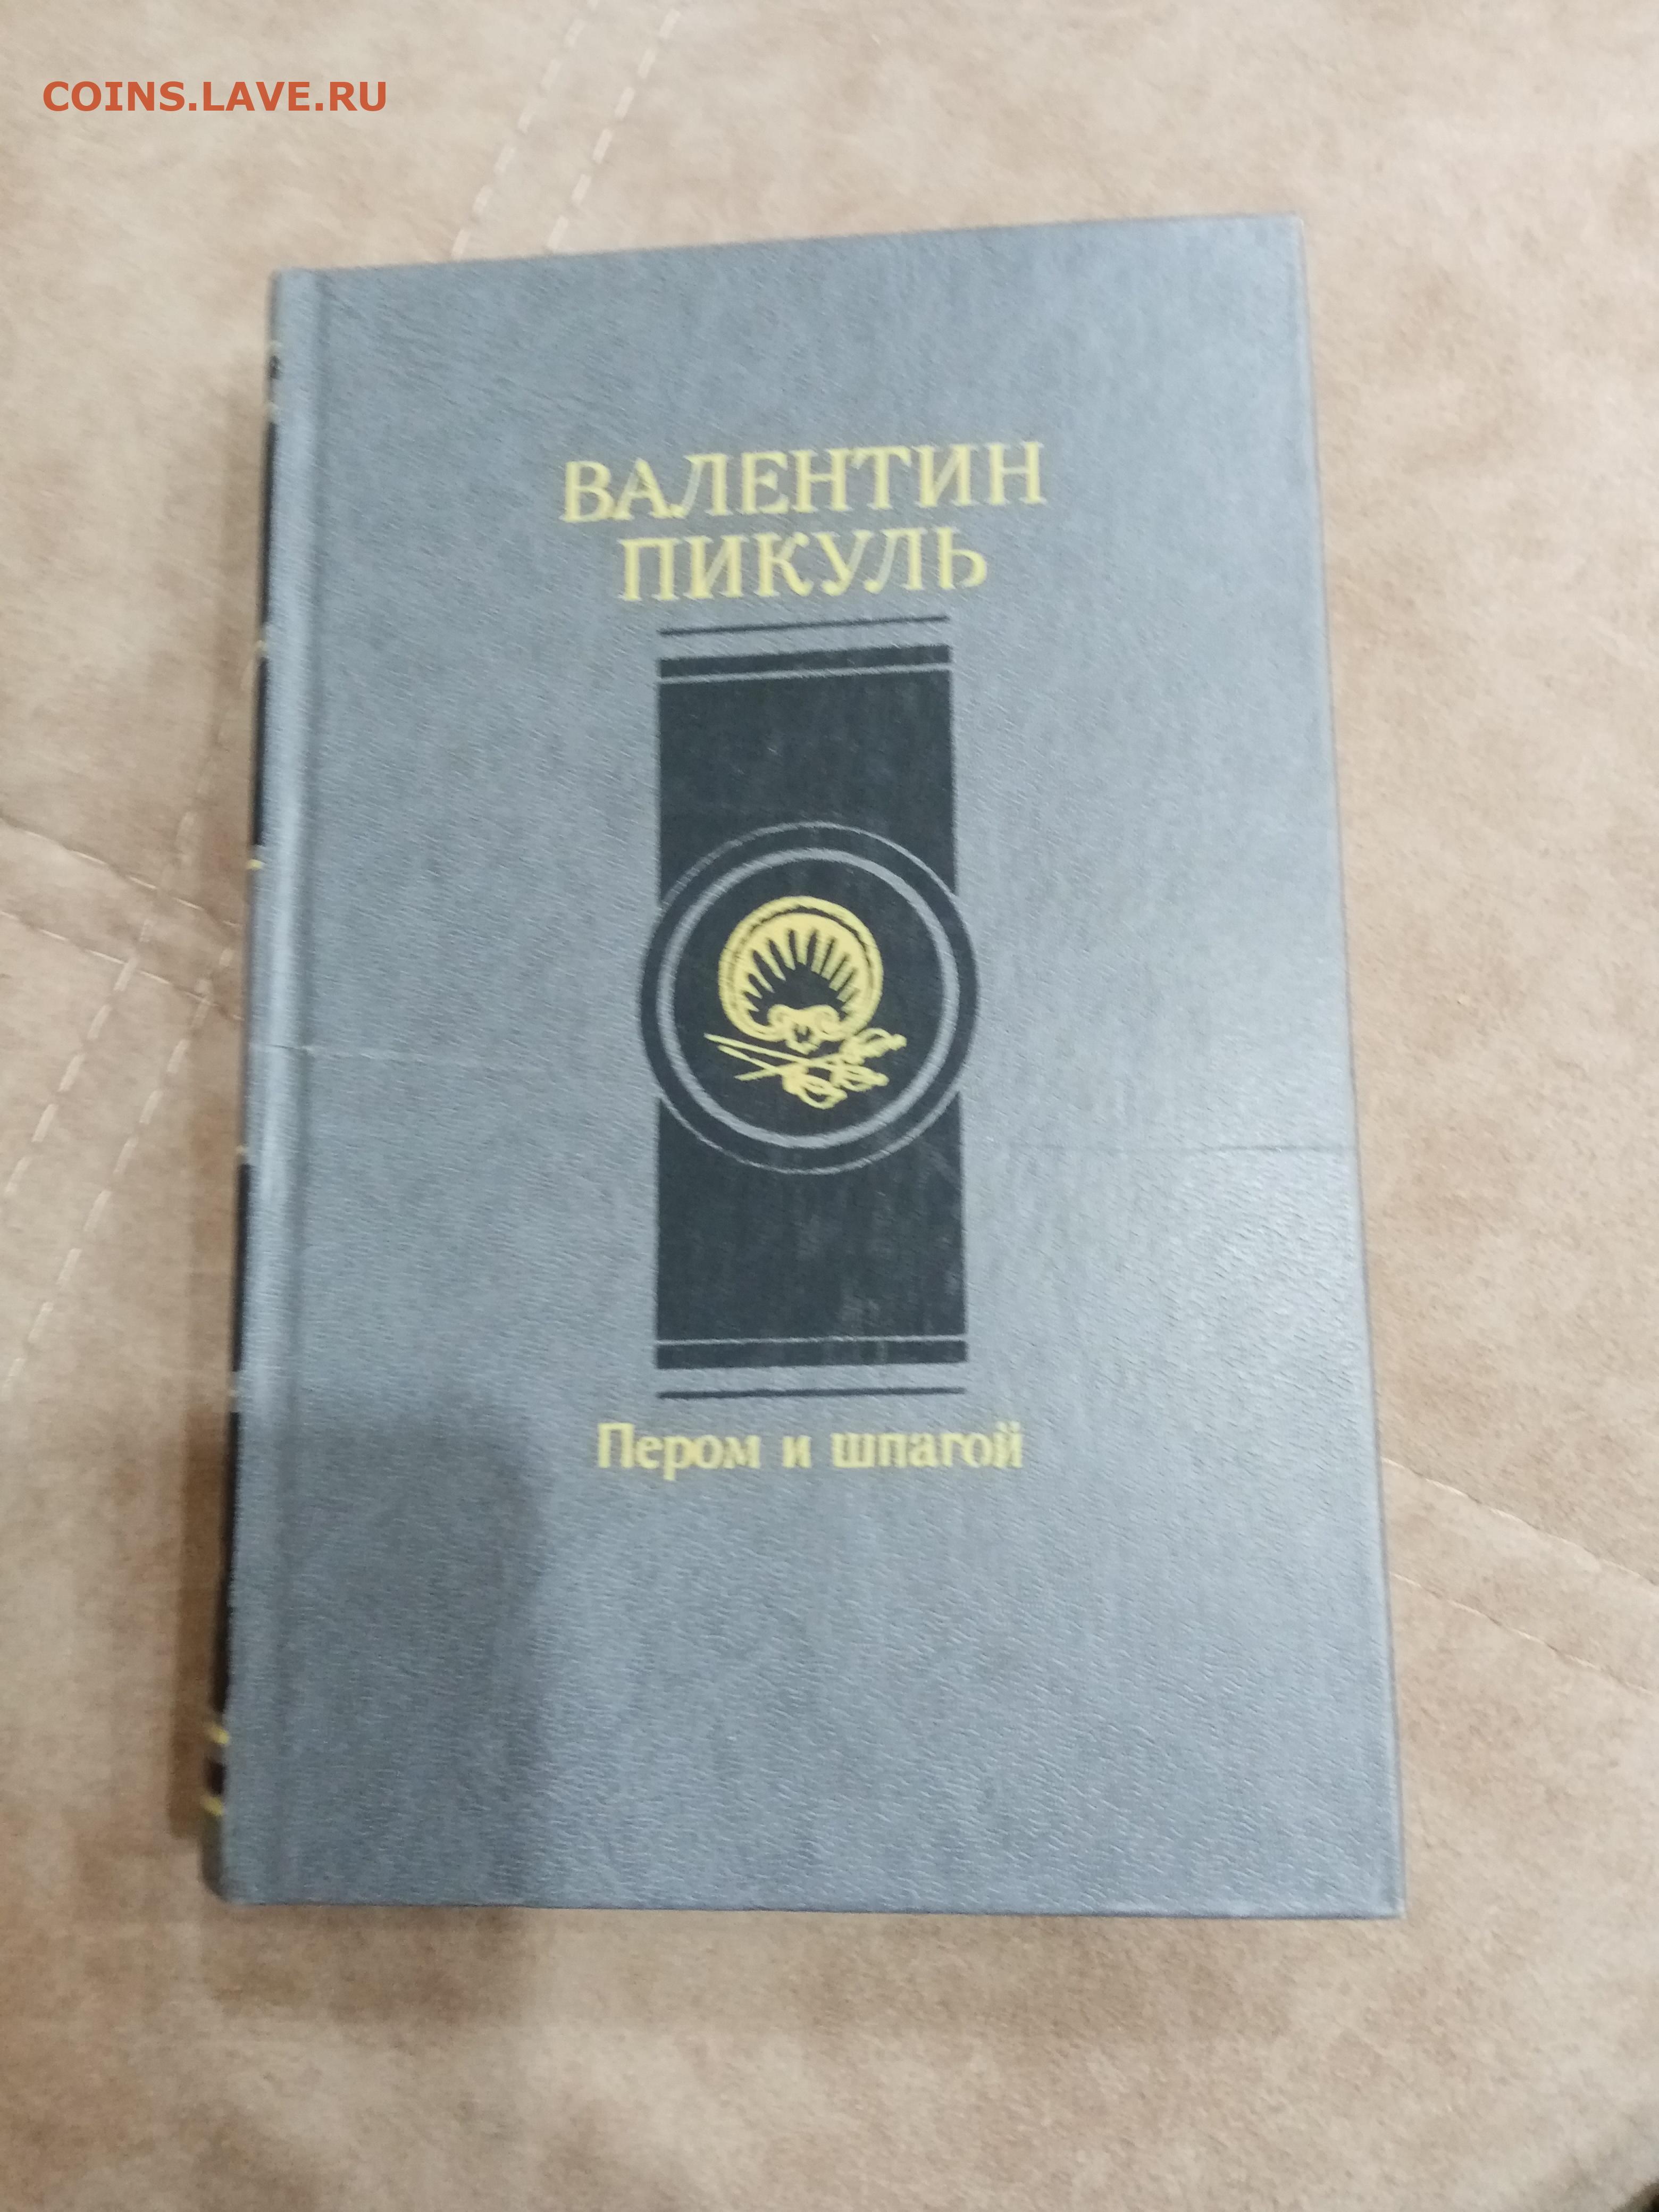 COINS.LAVE.RU
ВАЛЕНТИН
ПИКУЛЬ
Пером и шпагой